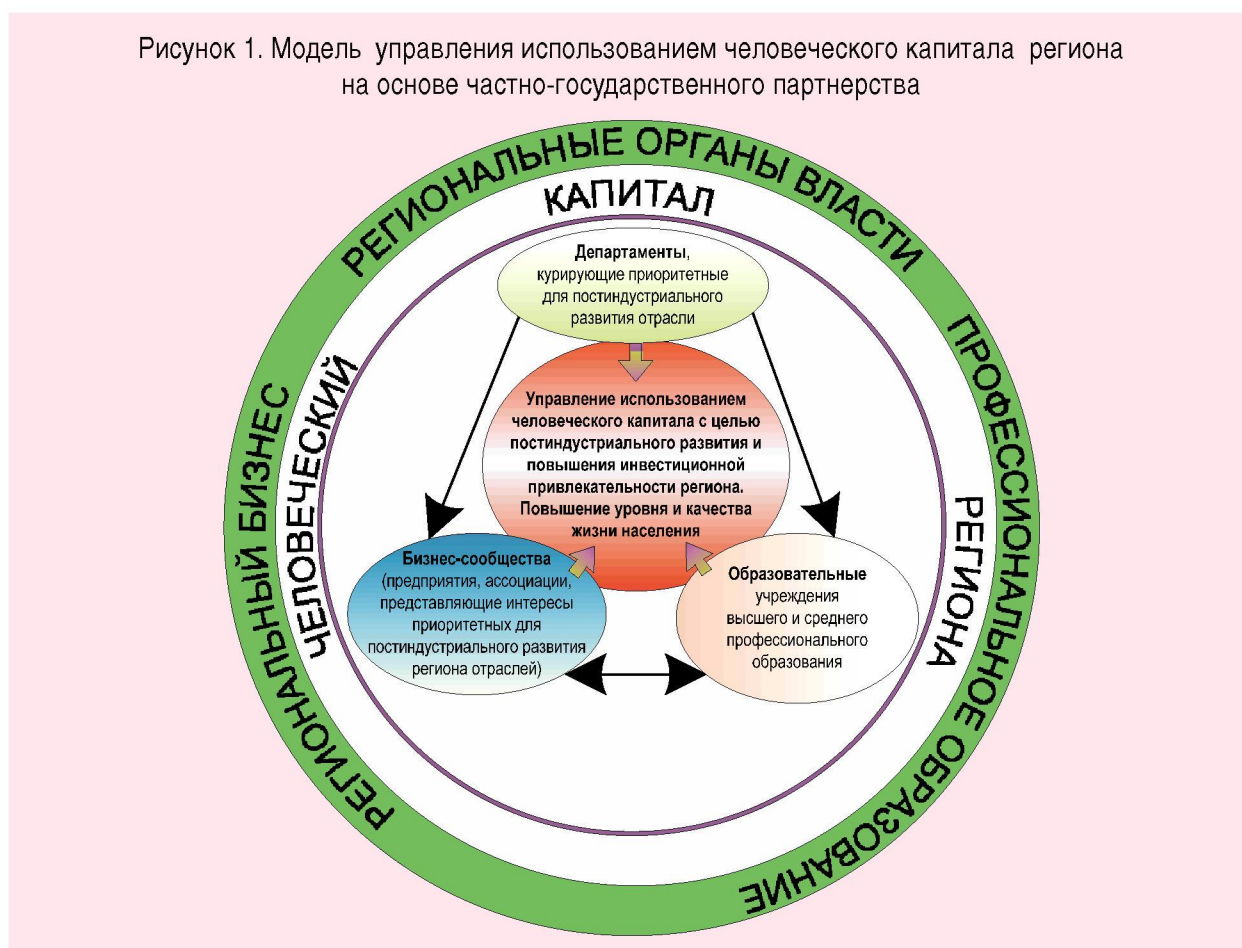 Рисунок 1. Модель управления использованием человеческого капитала региона
на основе частно-государственного партнерства
РЕГИОНАЛЬНЫЕ ОРГАНЫ ВЛАСТИ
ПРОФЕССИОНАЛЬНОЕ ОБРАЗОВАНИЕ
РЕГИОНАЛЬНЫЙ БИЗНЕС
ЧЕЛОВЕЧЕСКИЙ
КАПИТАЛ
РЕГИОНА
Департаменты,
курирующие приоритетные
для постиндустриального
развития отрасли
Управление использованием
человеческого капитала с целью
постиндустриального развития и
повышения инвестиционной
привлекательности региона.
Повышение уровня и качества
жизни населения
Бизнес-сообщества
(предприятия, ассоциации,
представляющие интересы
приоритетных для
постиндустриального развития
региона отраслей)
Образовательные
учреждения
высшего и среднего
профессионального
образования